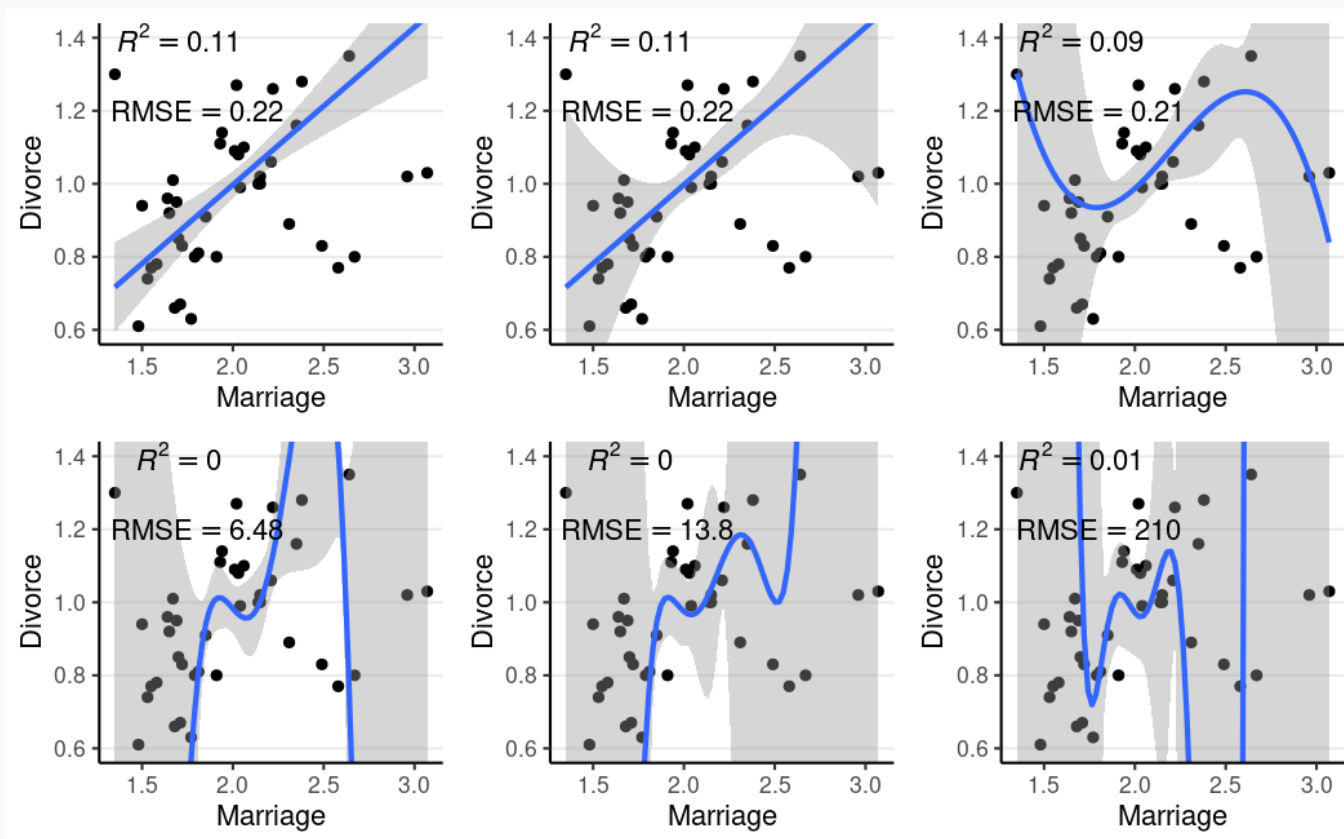 1.4
R² = 0.11
1.2
RMSE = 0.22
1.0
0.8
0.6
Divorce
1.5 2.0 2.5 3.0
Marriage
1.4
R² = 0.11
1.2
RMSE = 0.22
1.0
0.8
0.6
Divorce
1.5 2.0 2.5 3.0
Marriage
1.4
R² = 0.09
1.2
RMSE = 0.21
1.0
0.8
0.6
Divorce
1.5 2.0 2.5 3.0
Marriage
1.4
R² = 0
1.2
RMSE = 6.48
1.0
0.8
0.6
Divorce
1.5 2.0 2.5 3.0
Marriage
1.4
R² = 0
1.2
RMSE = 13.8
1.0
0.8
0.6
Divorce
1.5 2.0 2.5 3.0
Marriage
1.4
R² = 0.01
1.2
RMSE = 210
1.0
0.8
0.6
Divorce
1.5 2.0 2.5 3.0
Marriage